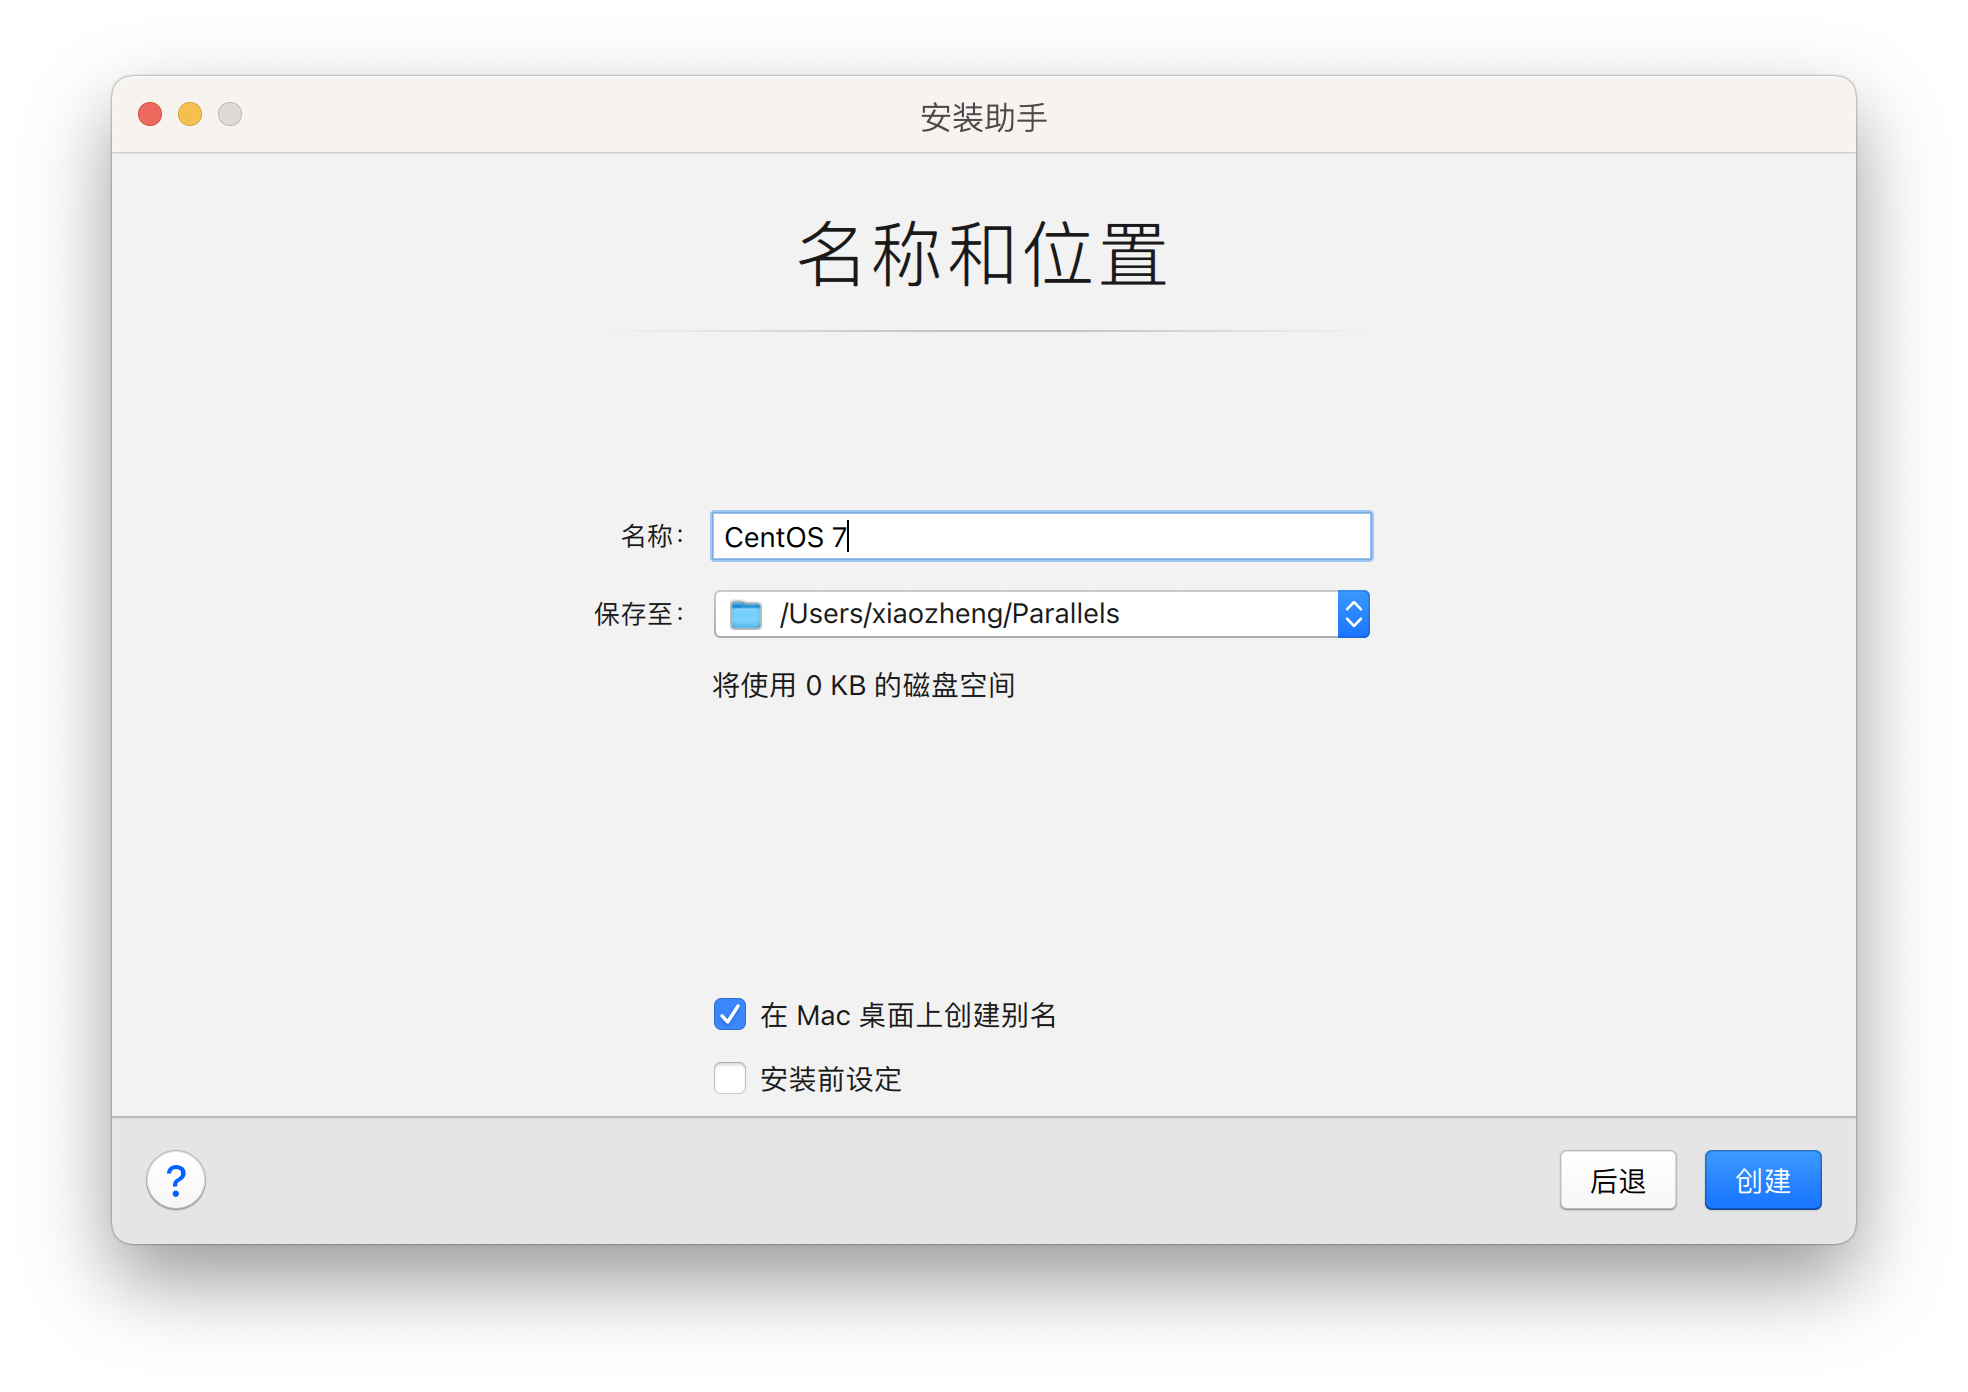 安装助手
名称和位置
名称：
CentOS 7
保存至：
/Users/xiaozheng/Parallels
将使用 0 KB 的磁盘空间
在 Mac 桌面上创建别名
安装前设定
?
后退
创建